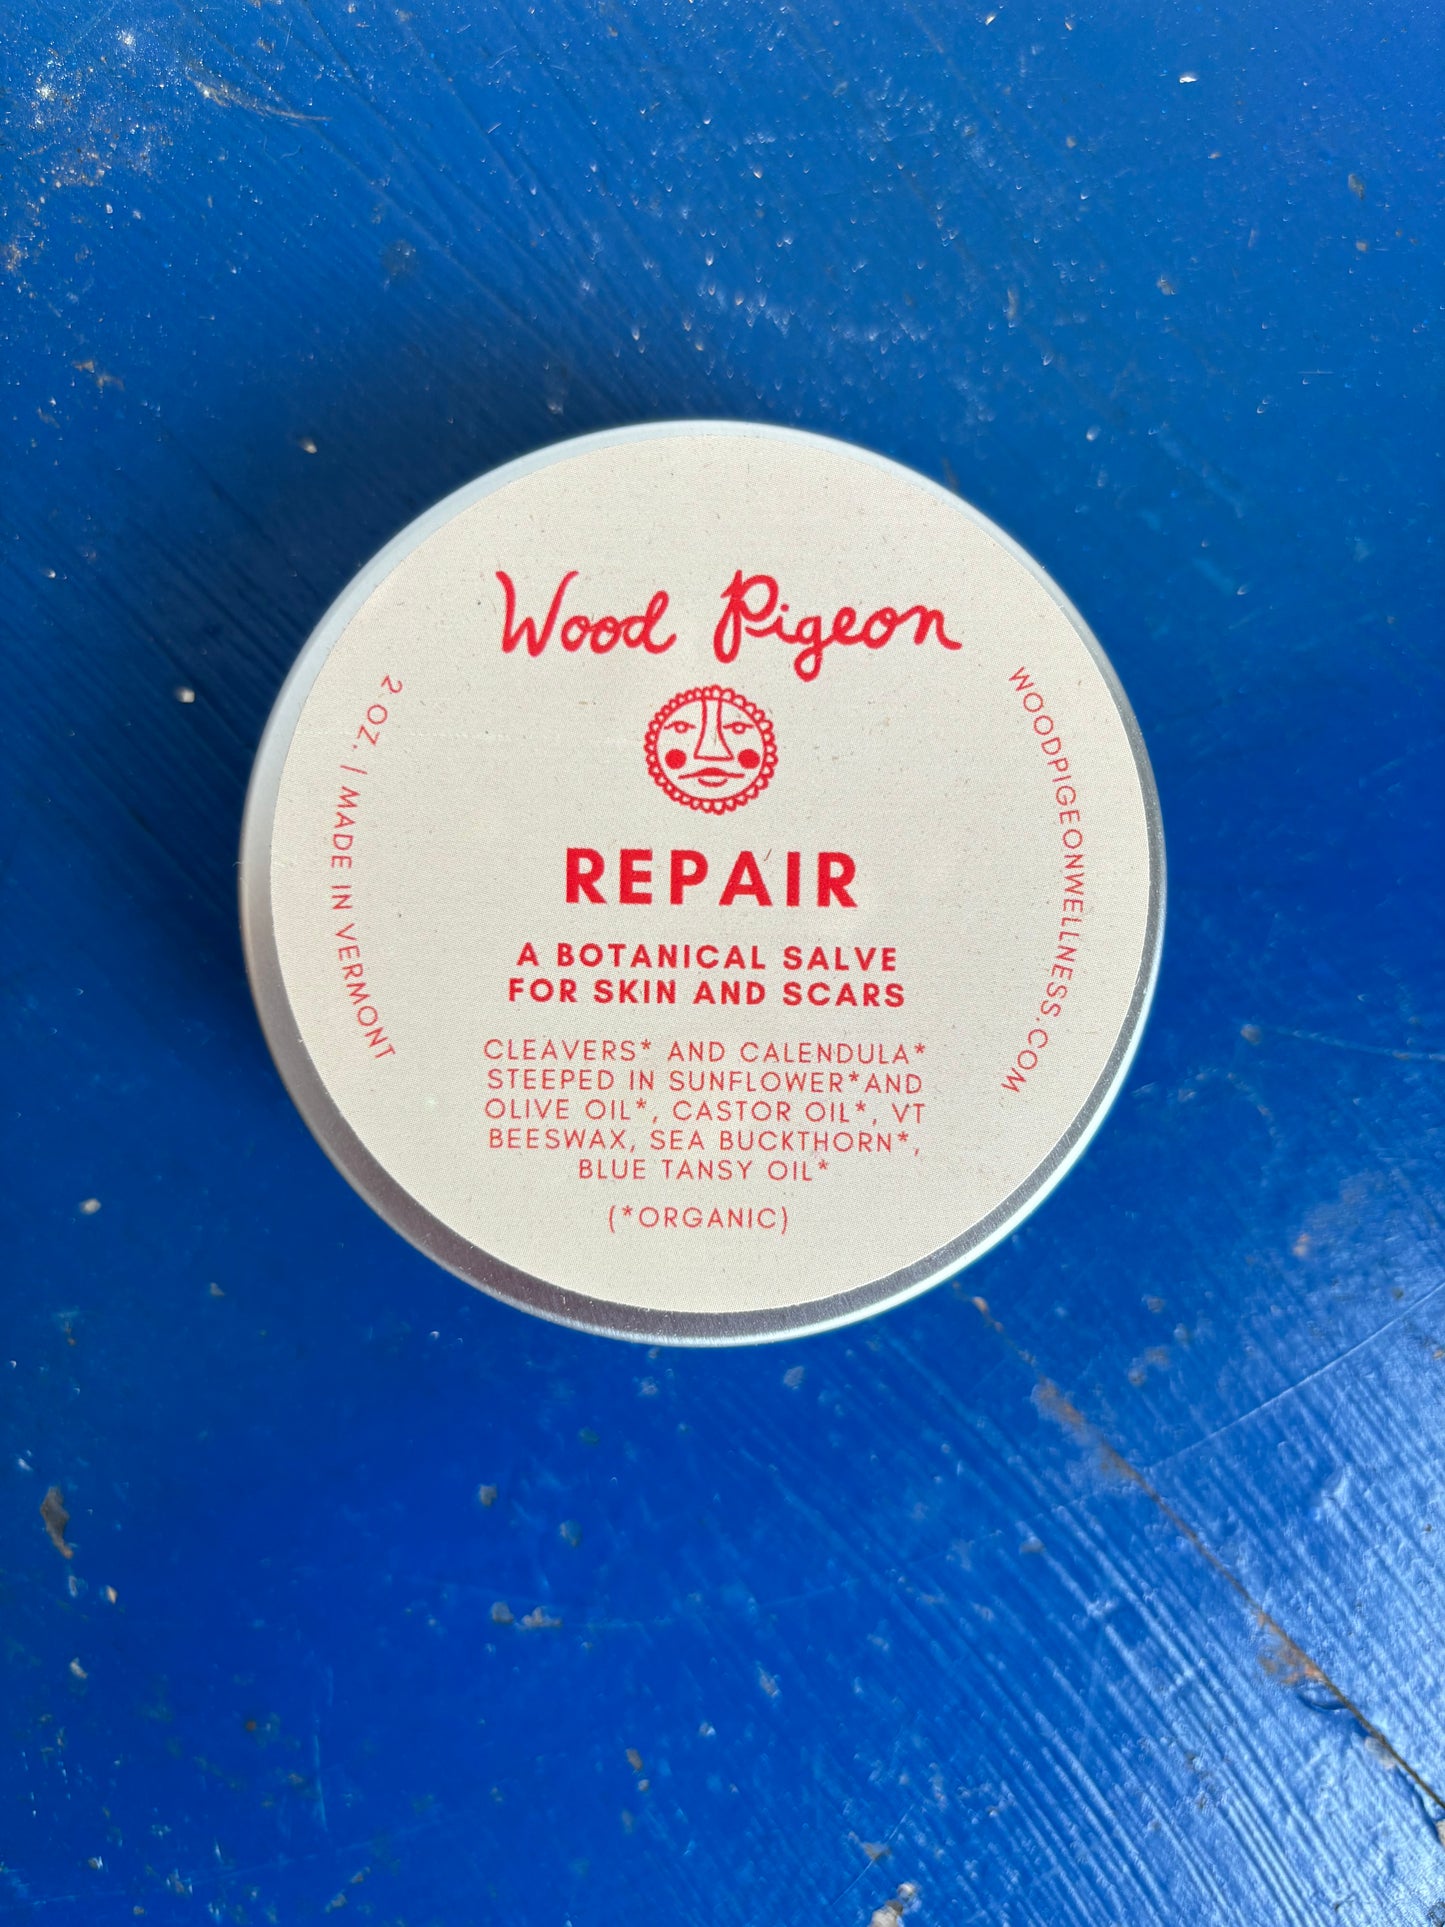 Wood Pigeon
2 OZ. / MADE IN VERMONT
WOODPIGEONWELLNESS.COM
REPAIR
A BOTANICAL SALVE
FOR SKIN AND SCARS
CLEAVERS* AND CALENDULA*
STEEPED IN SUNFLOWER*AND
OLIVE OIL*, CASTOR OIL*, VT
BEESWAX, SEA BUCKTHORN*,
BLUE TANSY OIL*
(*ORGANIC)